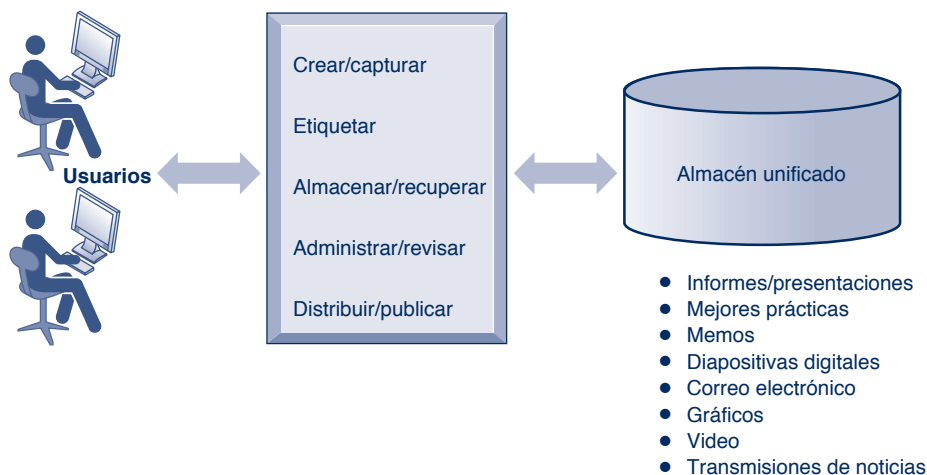 Usuarios
Crear/capturar
Etiquetar
Almacenar/recuperar
Administrar/revisar
Distribuir/publicar
Almacén unificado
● Informes/presentaciones
● Mejores prácticas
● Memos
● Diapositivas digitales
● Correo electrónico
● Gráficos
● Video
● Transmisiones de noticias